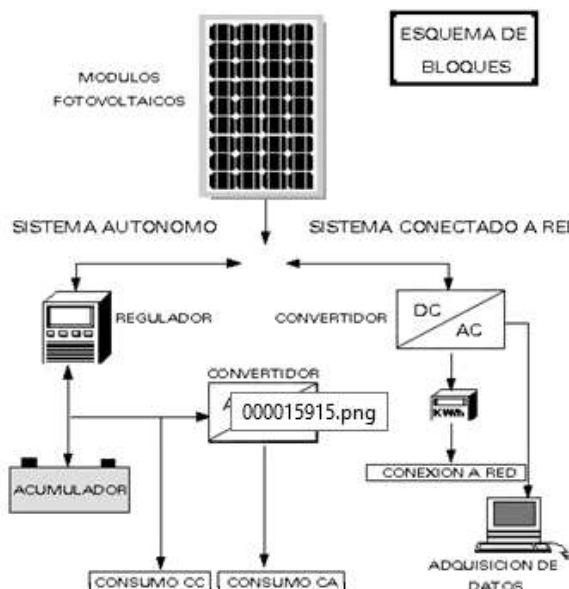 ESQUEMA DE
BLOQUES
MODULOS
FOTOVOLTAICOS
SISTEMA AUTONOMO
SISTEMA CONECTADO A RED
REGULADOR
CONVERTIDOR
DC
AC
CONVERTIDOR
000015915.png
KWh
CONEXION A RED
ACUMULADOR
ADQUISICION DE
DATOS
CONSUMO CC
CONSUMO CA